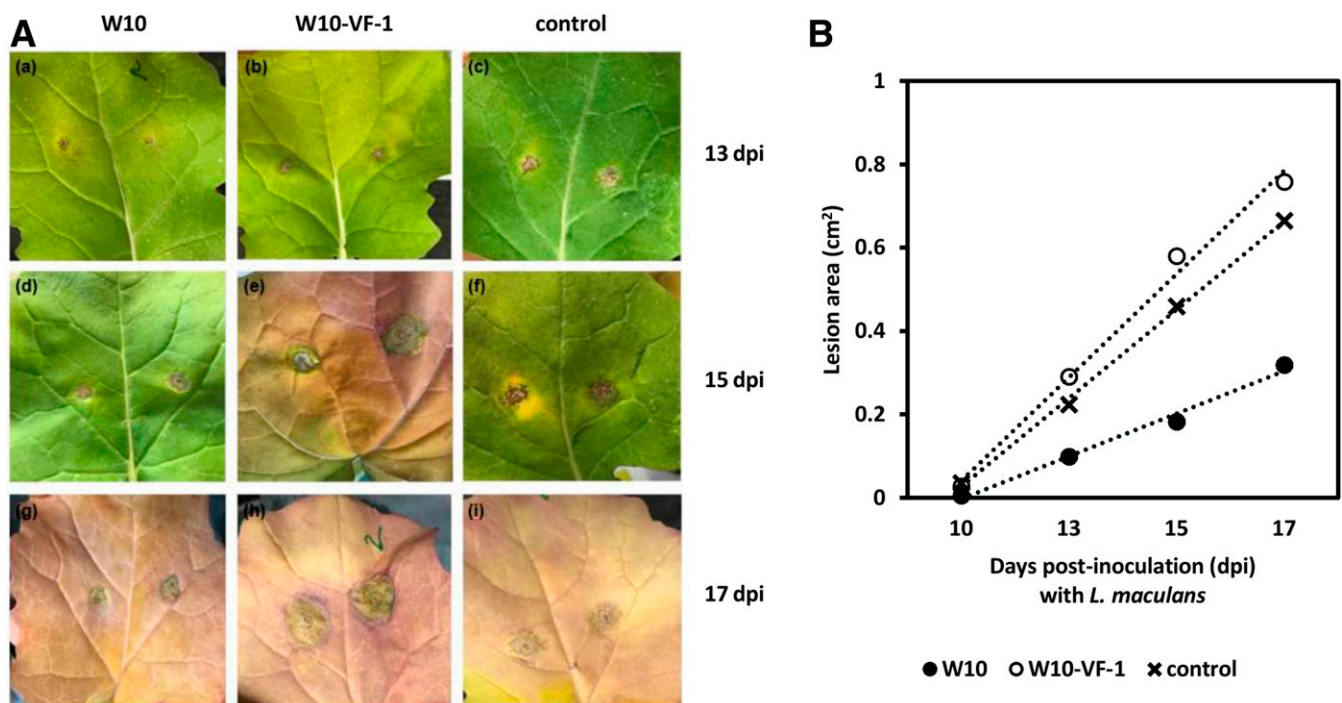 A
W10
W10-VF-1
control
(a)
(b)
(c)
13 dpi
(d)
(e)
(f)
15 dpi
(g)
(h)
(i)
17 dpi
2
B
1
0.8
0.6
0.4
0.2
0
Lesion area (cm²)
10 13 15 17
Days post-inoculation (dpi)
with L. maculans
W10 W10-VF-1 control